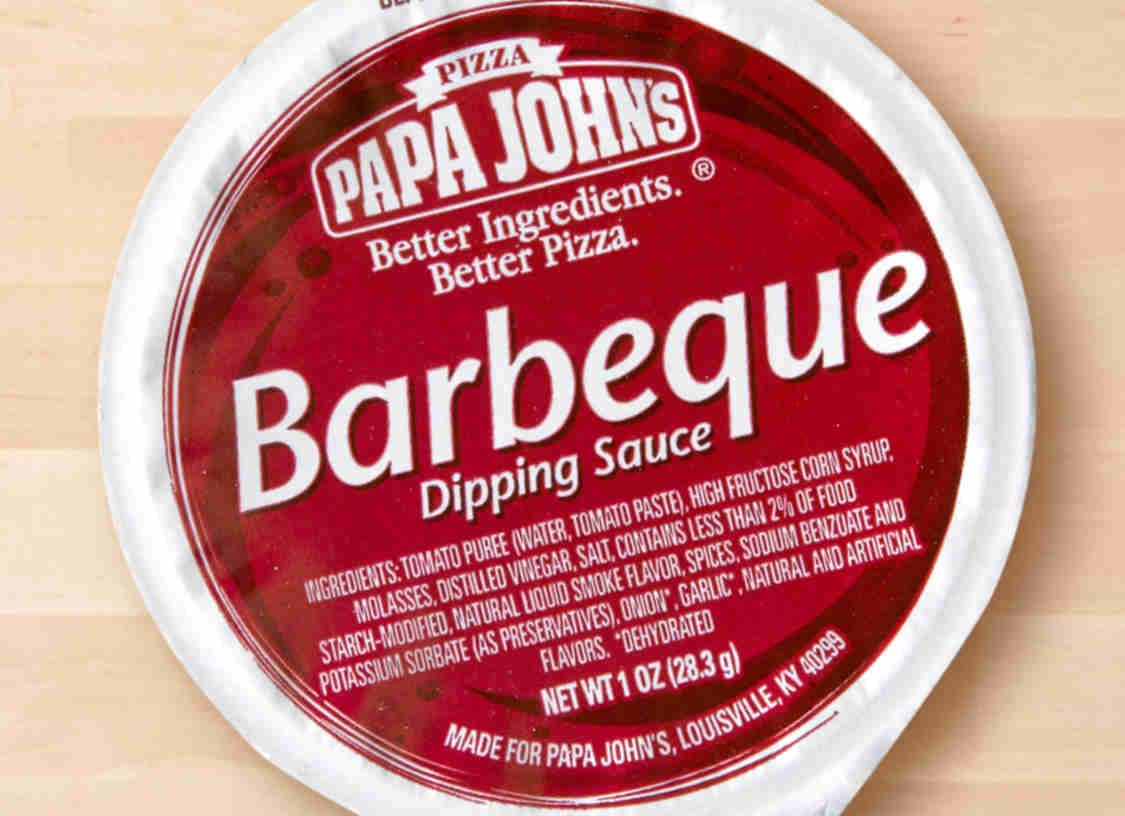 PIZZA
PAPA JOHN'S
®
Better Ingredients.
Better Pizza.
Barbeque
Dipping Sauce
INGREDIENTS: TOMATO PUREE (WATER, TOMATO PASTE), HIGH FRUCTOSE CORN SYRUP,
MOLASSES, DISTILLED VINEGAR, SALT, CONTAINS LESS THAN 2% OF FOOD
STARCH-MODIFIED, NATURAL LIQUID SMOKE FLAVOR, SPICES, SODIUM BENZOATE AND
POTASSIUM SORBATE (AS PRESERVATIVES), ONION*, GARLIC*, NATURAL AND ARTIFICIAL
FLAVORS. *DEHYDRATED
NET WT 1 OZ (28.3 g)
MADE FOR PAPA JOHN'S, LOUISVILLE, KY 40299